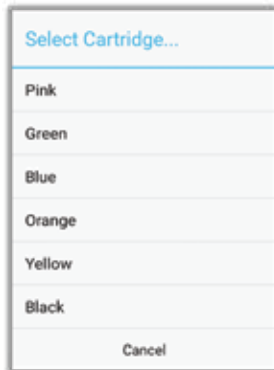 Select Cartridge...
Pink
Green
Blue
Orange
Yellow
Black
Cancel